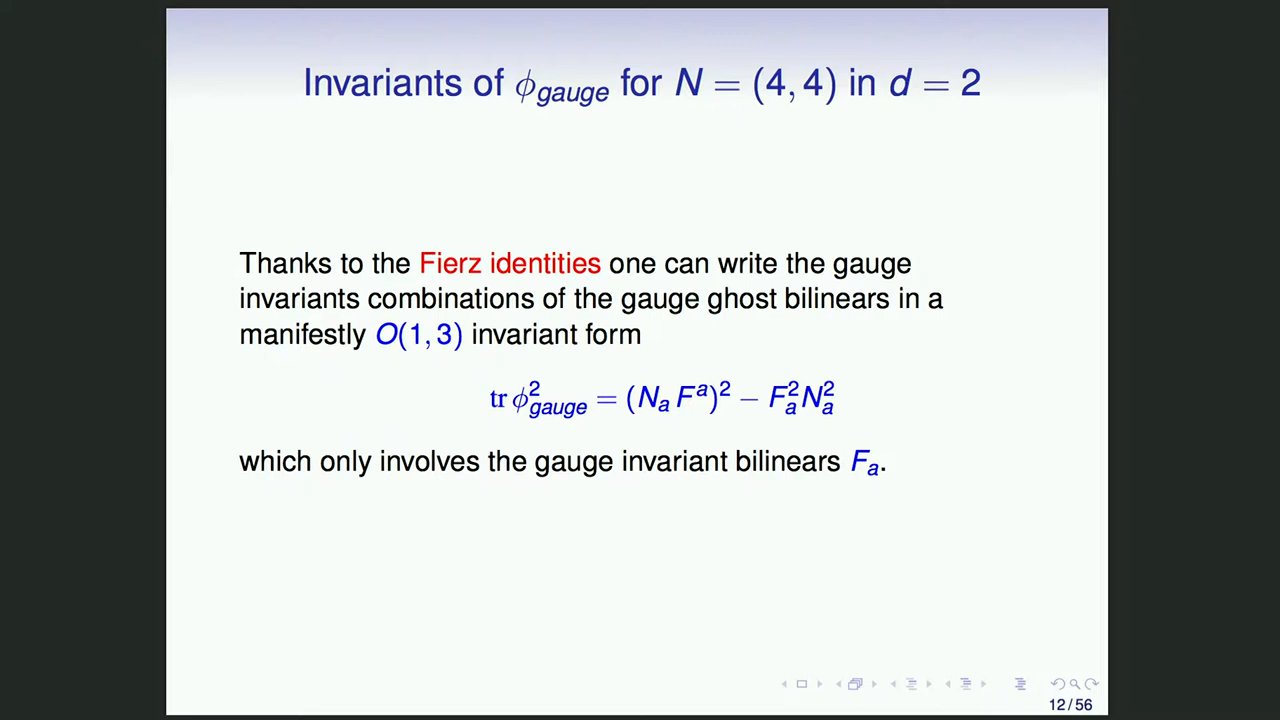 Invariants of ϕ_gauge for N = (4, 4) in d = 2
Thanks to the Fierz identities one can write the gauge
invariants combinations of the gauge ghost bilinears in a
manifestly O(1, 3) invariant form
tr ϕ²_gauge = (N_a F^a)² − F_a² N_a²
which only involves the gauge invariant bilinears F_a.
12 / 56